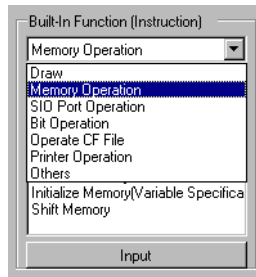 Built-In Function (Instruction)
Memory Operation
Draw
Memory Operation
SIO Port Operation
Bit Operation
Operate CF File
Printer Operation
Others
Initialize Memory(Variable Specifica
Shift Memory
Input